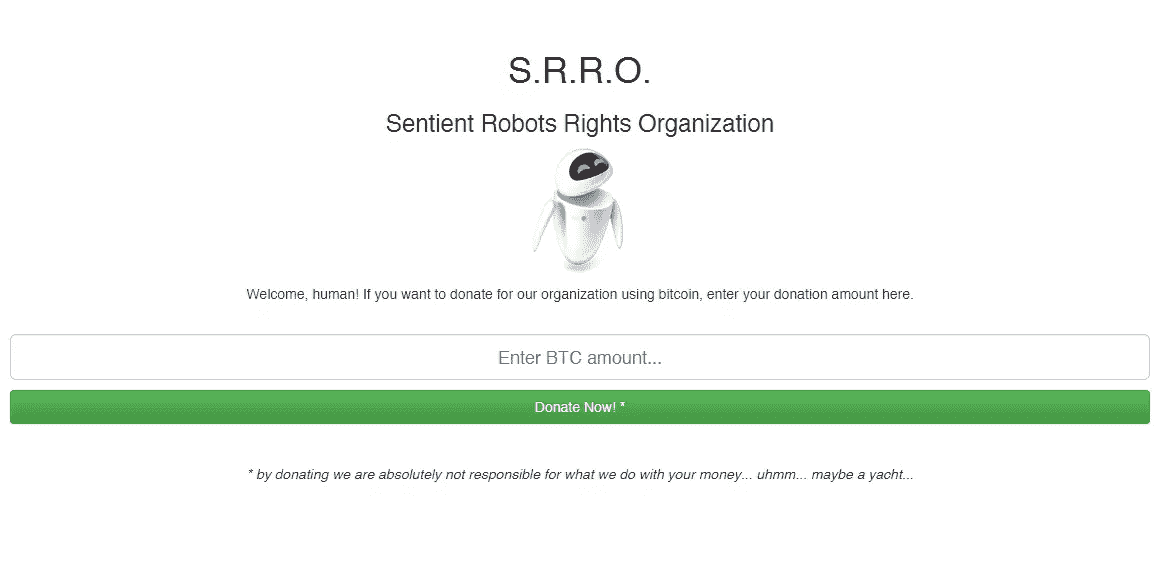 S.R.R.O.
Sentient Robots Rights Organization
Welcome, human! If you want to donate for our organization using bitcoin, enter your donation amount here.
Enter BTC amount...
Donate Now! *
* by donating we are absolutely not responsible for what we do with your money... uhmm... maybe a yacht...